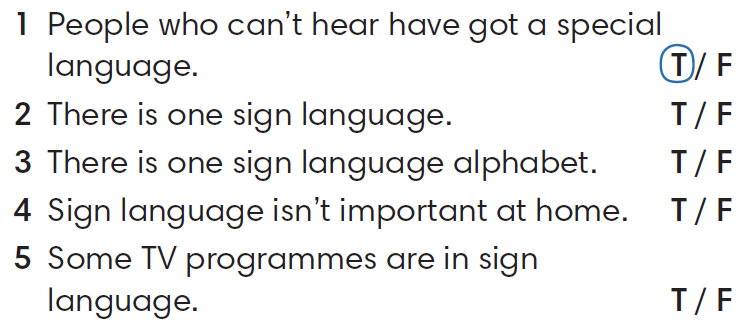 1 People who can't hear have got a special
language. T / F
2 There is one sign language. T / F
3 There is one sign language alphabet. T / F
4 Sign language isn't important at home. T / F
5 Some TV programmes are in sign
language. T / F